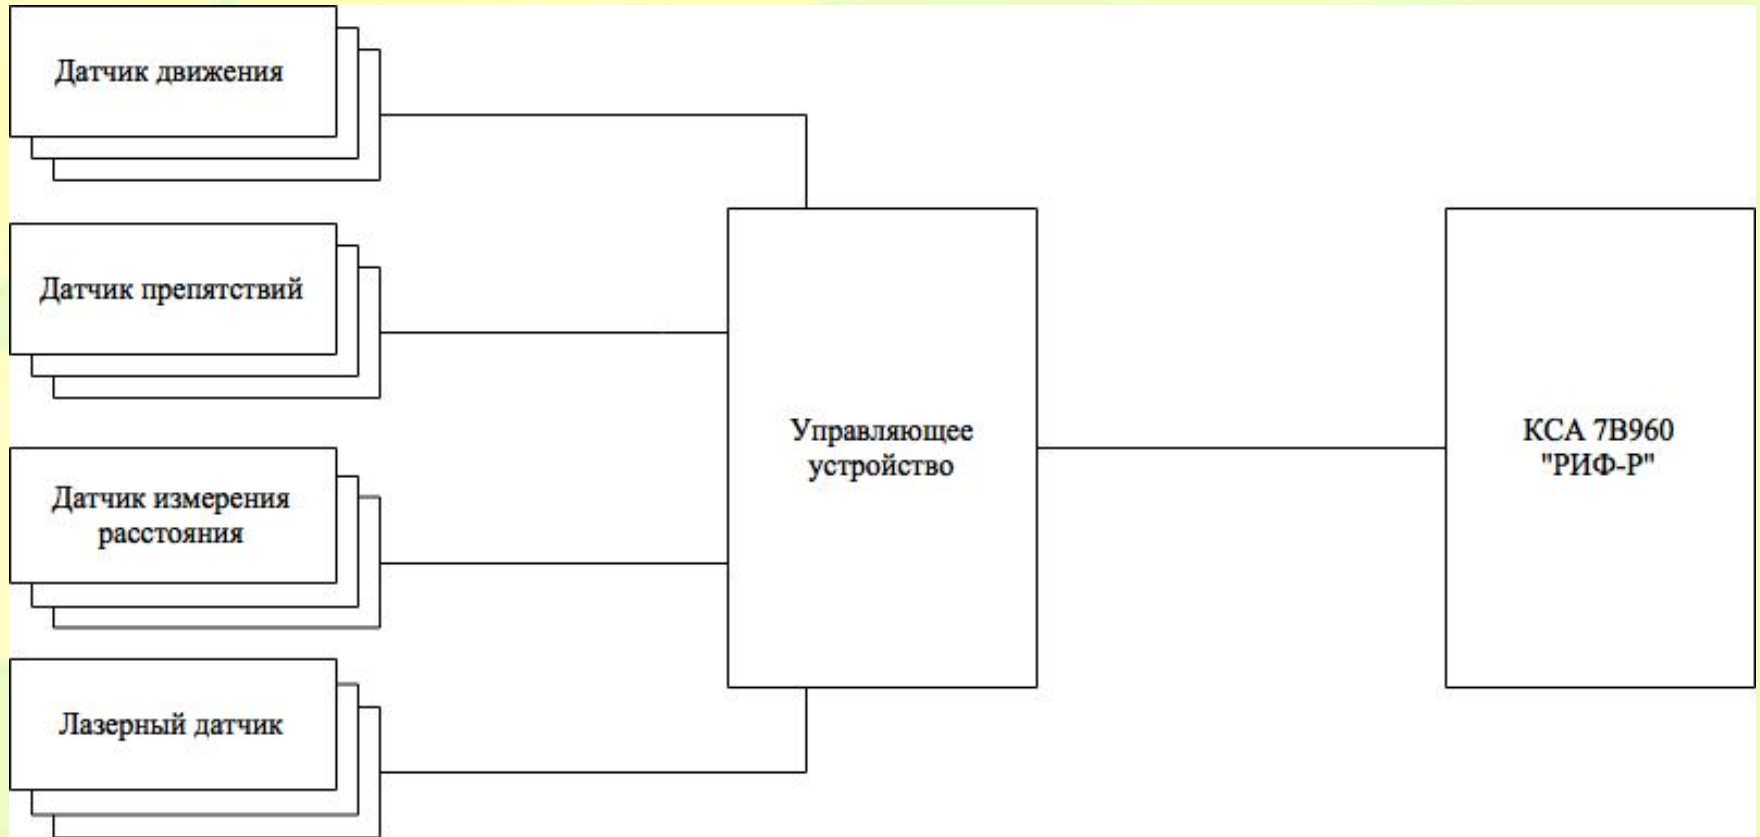 Датчик движения
Датчик препятствий
Датчик измерения
расстояния
Лазерный датчик
Управляющее
устройство
КСА 7В960
"РИФ-Р"